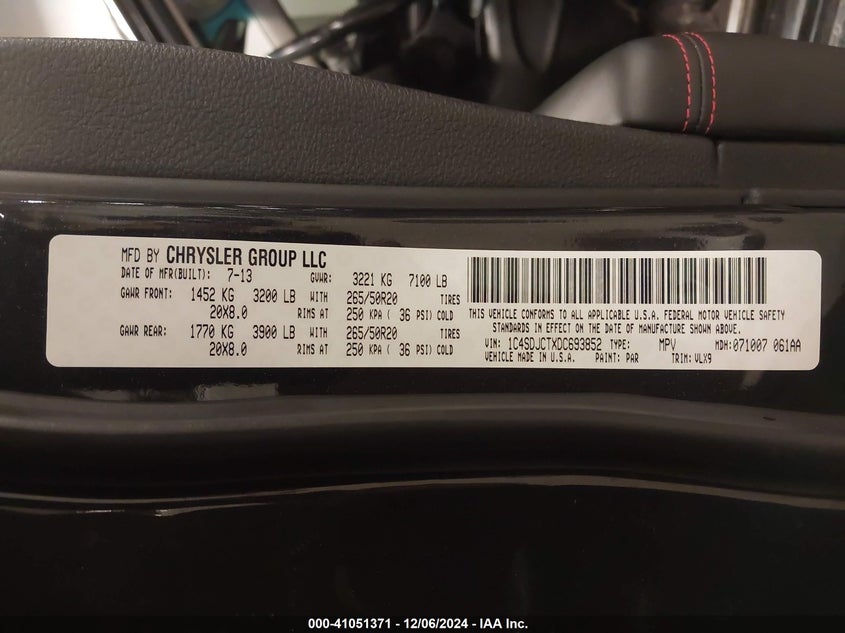 MFD BY CHRYSLER GROUP LLC
DATE OF MFR(BUILT): 7-13 GVWR: 3221 KG 7100 LB
GAWR FRONT: 1452 KG 3200 LB WITH 265/50R20 TIRES
20X8.0 RIMS AT 250 KPA ( 36 PSI) COLD
GAWR REAR: 1770 KG 3900 LB WITH 265/50R20 TIRES
20X8.0 RIMS AT 250 KPA ( 36 PSI) COLD
THIS VEHICLE CONFORMS TO ALL APPLICABLE U.S.A. FEDERAL MOTOR VEHICLE SAFETY
STANDARDS IN EFFECT ON THE DATE OF MANUFACTURE SHOWN ABOVE.
VIN: 1C4SDJCTXDC693852 TYPE: MPV MDH:071007 061AA
VEHICLE MADE IN U.S.A. PAINT: PAR TRIM: VLX9
000-41051371 - 12/06/2024 - IAA Inc.